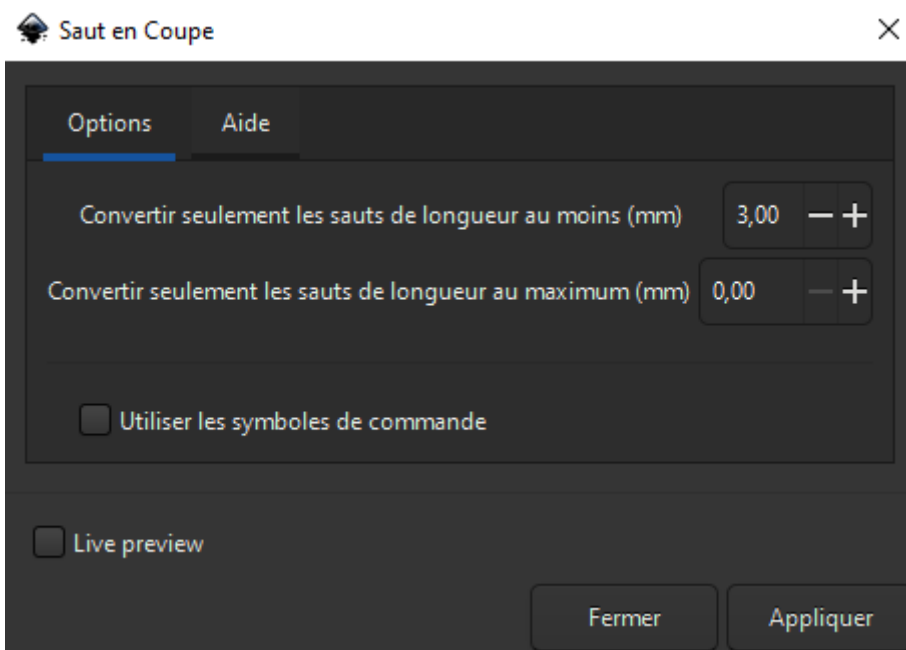 Saut en Coupe
Options Aide
Convertir seulement les sauts de longueur au moins (mm) 3,00
Convertir seulement les sauts de longueur au maximum (mm) 0,00
Utiliser les symboles de commande
Live preview
Fermer Appliquer